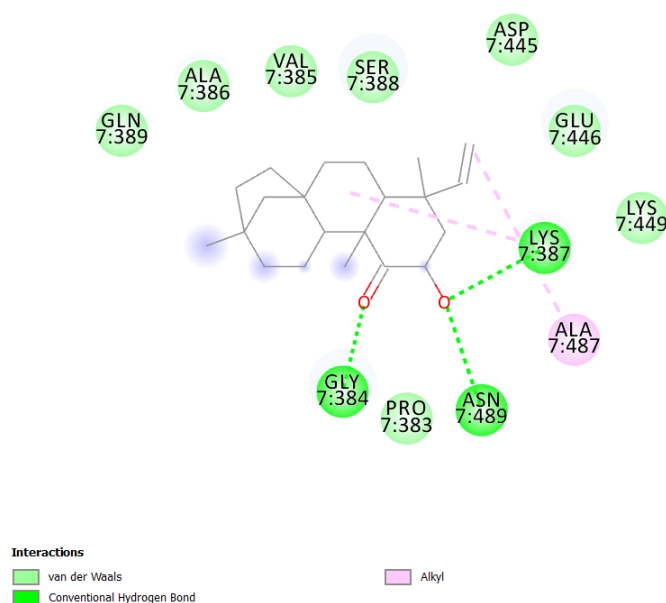 ASP
7:445
VAL
7:385
SER
7:388
ALA
7:386
GLN
7:389
GLU
7:446
LYS
7:449
LYS
7:387
ALA
7:487
O
O
GLY
7:384
PRO
7:383
ASN
7:489
Interactions
van der Waals
Conventional Hydrogen Bond
Alkyl